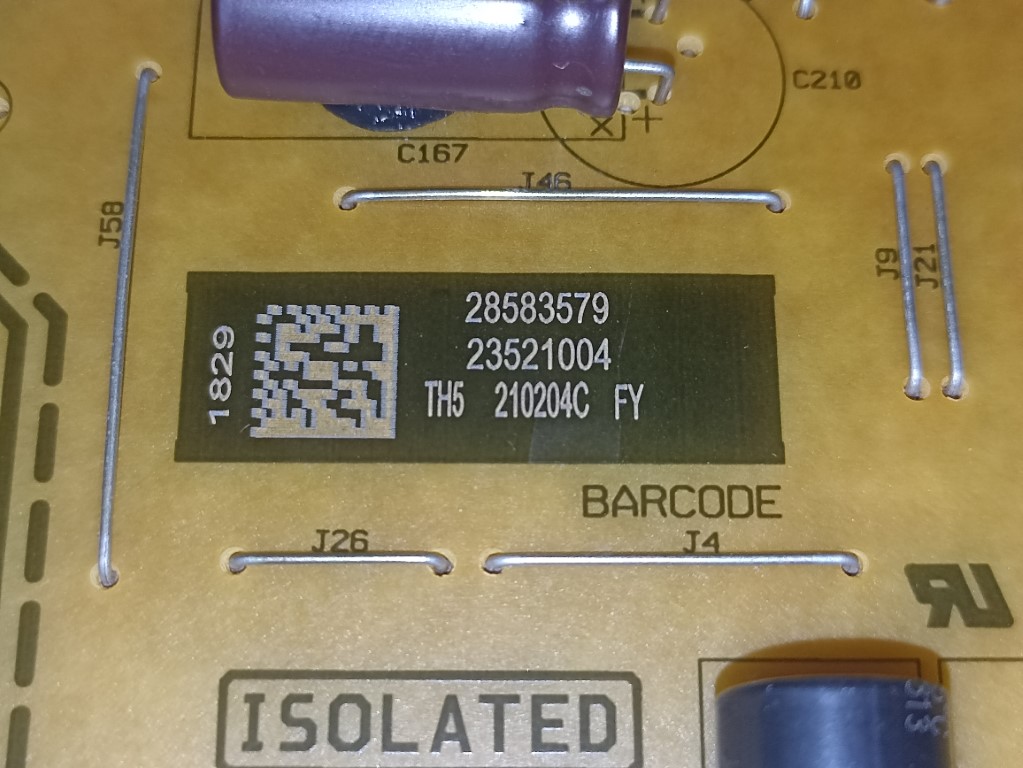 C210
+
C167
J46
J58
J9
J21
28583579
23521004
1829
TH5 210204C FY
BARCODE
J26
J4
ISOLATED